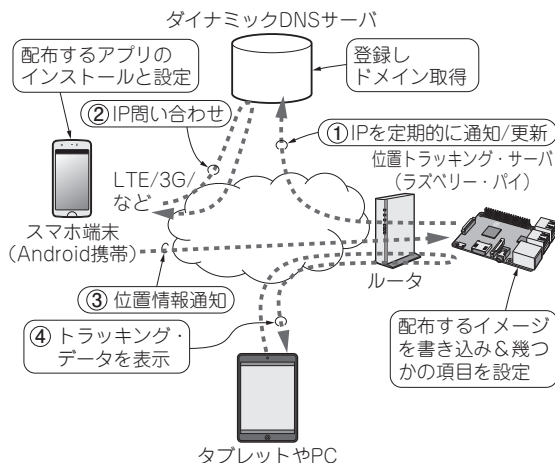 ダイナミックDNSサーバ
配布するアプリの
インストールと設定
登録し
ドメイン取得
②IP問い合わせ
①IPを定期的に通知/更新
位置トラッキング・サーバ
(ラズベリー・パイ)
LTE/3G/
など
スマホ端末
(Android携帯)
ルータ
③ 位置情報通知
④ トラッキング・
データを表示
配布するイメージ
を書き込み&幾つ
かの項目を設定
タブレットやPC